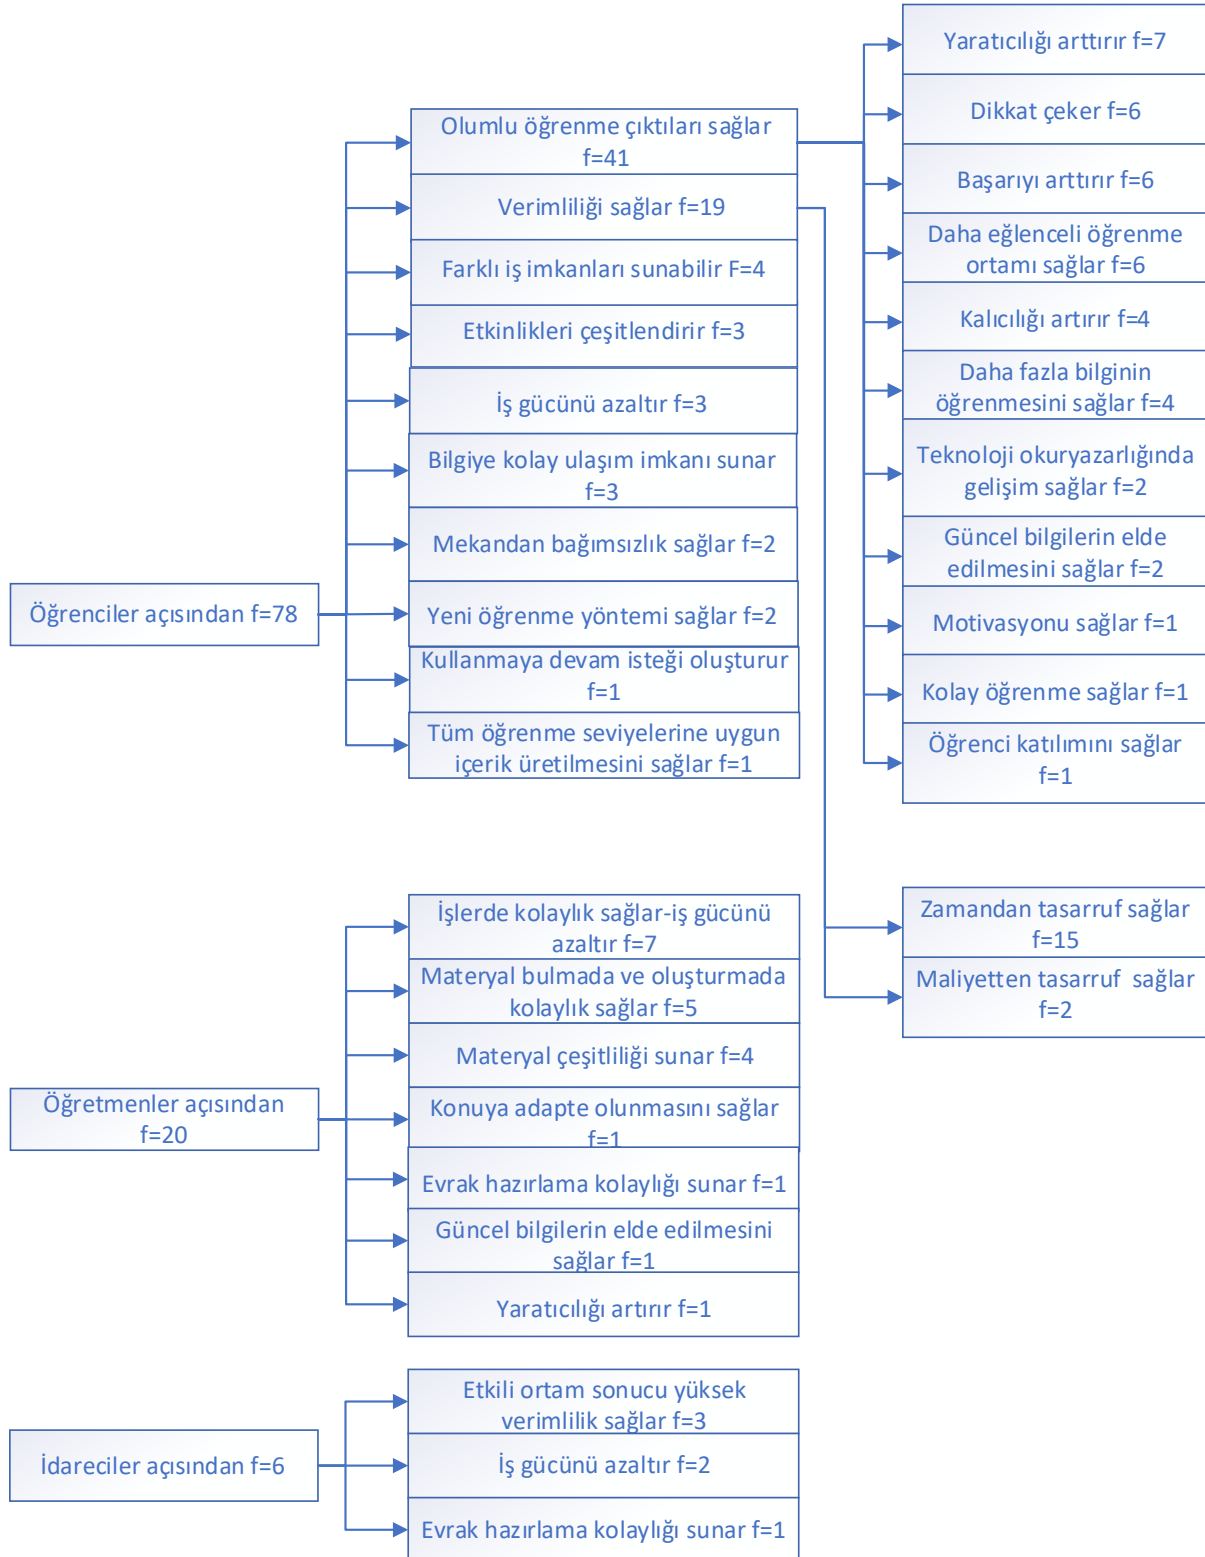 Öğrenciler açısından f=78
Olumlu öğrenme çıktıları sağlar
f=41
Verimliliği sağlar f=19
Farklı iş imkanları sunabilir F=4
Etkinlikleri çeşitlendirir f=3
İş gücünü azaltır f=3
Bilgiye kolay ulaşım imkanı sunar
f=3
Mekandan bağımsızlık sağlar f=2
Yeni öğrenme yöntemi sağlar f=2
Kullanmaya devam isteği oluşturur
f=1
Tüm öğrenme seviyelerine uygun
içerik üretilmesini sağlar f=1
Yaratıcılığı arttırır f=7
Dikkat çeker f=6
Başarıyı arttırır f=6
Daha eğlenceli öğrenme
ortamı sağlar f=6
Kalıcılığı artırır f=4
Daha fazla bilginin
öğrenmesini sağlar f=4
Teknoloji okuryazarlığında
gelişim sağlar f=2
Güncel bilgilerin elde
edilmesini sağlar f=2
Motivasyonu sağlar f=1
Kolay öğrenme sağlar f=1
Öğrenci katılımını sağlar
f=1
Zamandan tasarruf sağlar
f=15
Maliyetten tasarruf sağlar
f=2
Öğretmenler açısından
f=20
İşlerde kolaylık sağlar-iş gücünü
azaltır f=7
Materyal bulmada ve oluşturmada
kolaylık sağlar f=5
Materyal çeşitliliği sunar f=4
Konuya adapte olunmasını sağlar
f=1
Evrak hazırlama kolaylığı sunar f=1
Güncel bilgilerin elde edilmesini
sağlar f=1
Yaratıcılığı artırır f=1
İdareciler açısından f=6
Etkili ortam sonucu yüksek
verimlilik sağlar f=3
İş gücünü azaltır f=2
Evrak hazırlama kolaylığı sunar f=1